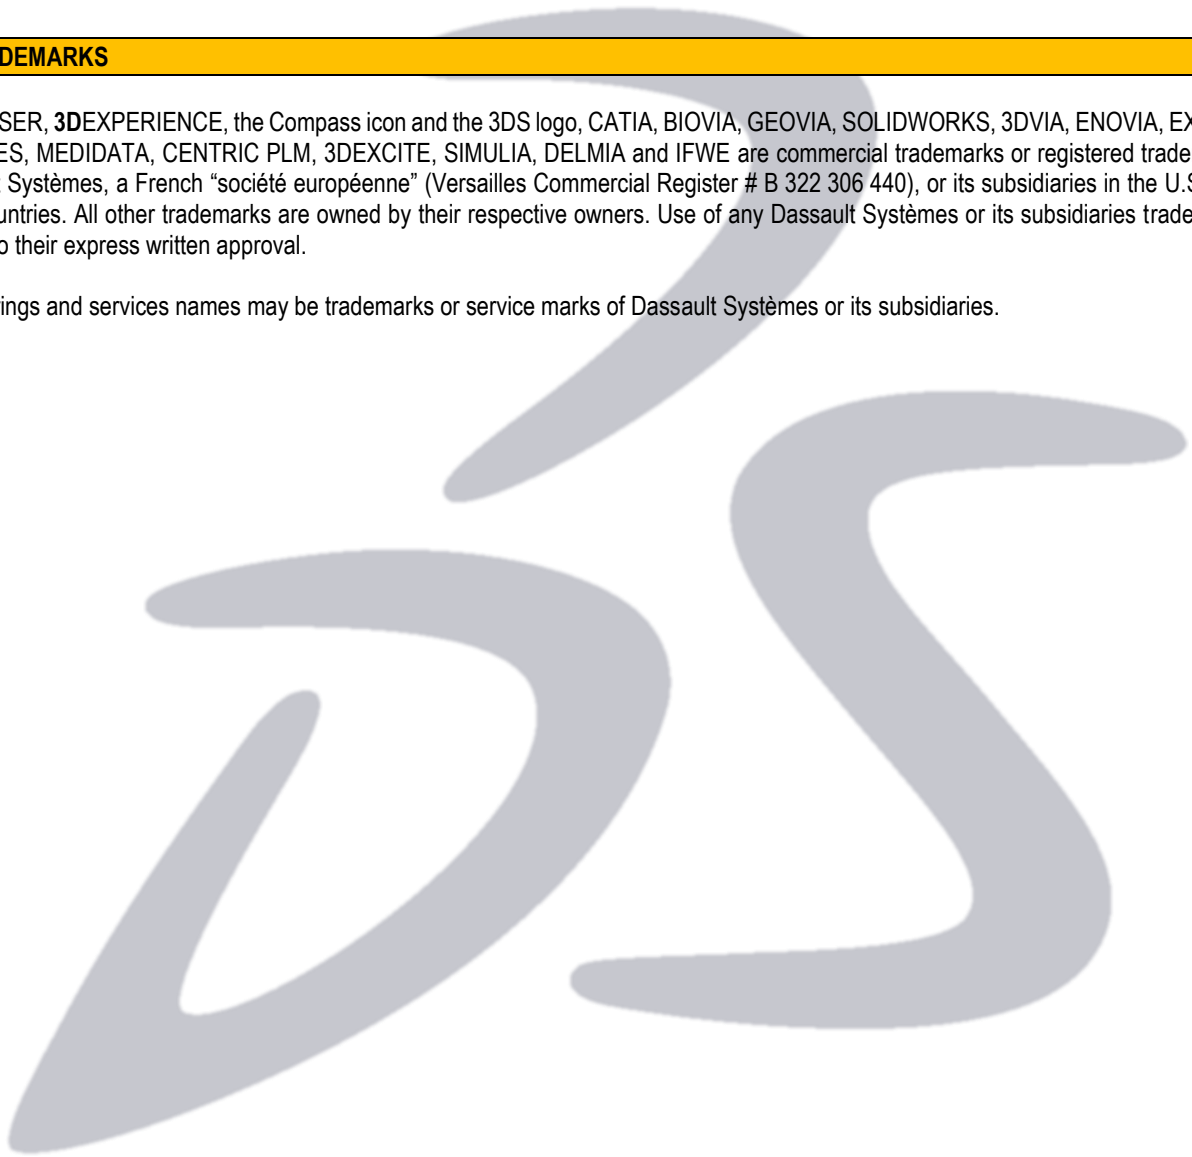 DEMARKS
SER, 3DEXPERIENCE, the Compass icon and the 3DS logo, CATIA, BIOVIA, GEOVIA, SOLIDWORKS, 3DVIA, ENOVIA, EX
ES, MEDIDATA, CENTRIC PLM, 3DEXCITE, SIMULIA, DELMIA and IFWE are commercial trademarks or registered trade
Systèmes, a French “société européenne” (Versailles Commercial Register # B 322 306 440), or its subsidiaries in the U.S
untries. All other trademarks are owned by their respective owners. Use of any Dassault Systèmes or its subsidiaries trade
o their express written approval.
ings and services names may be trademarks or service marks of Dassault Systèmes or its subsidiaries.